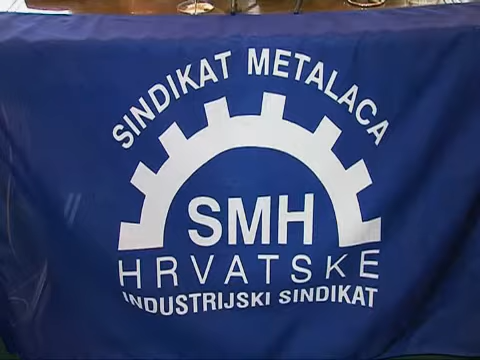 SINDIKAT METALACA
SMH
HRVATSKE
INDUSTRIJSKI SINDIKAT